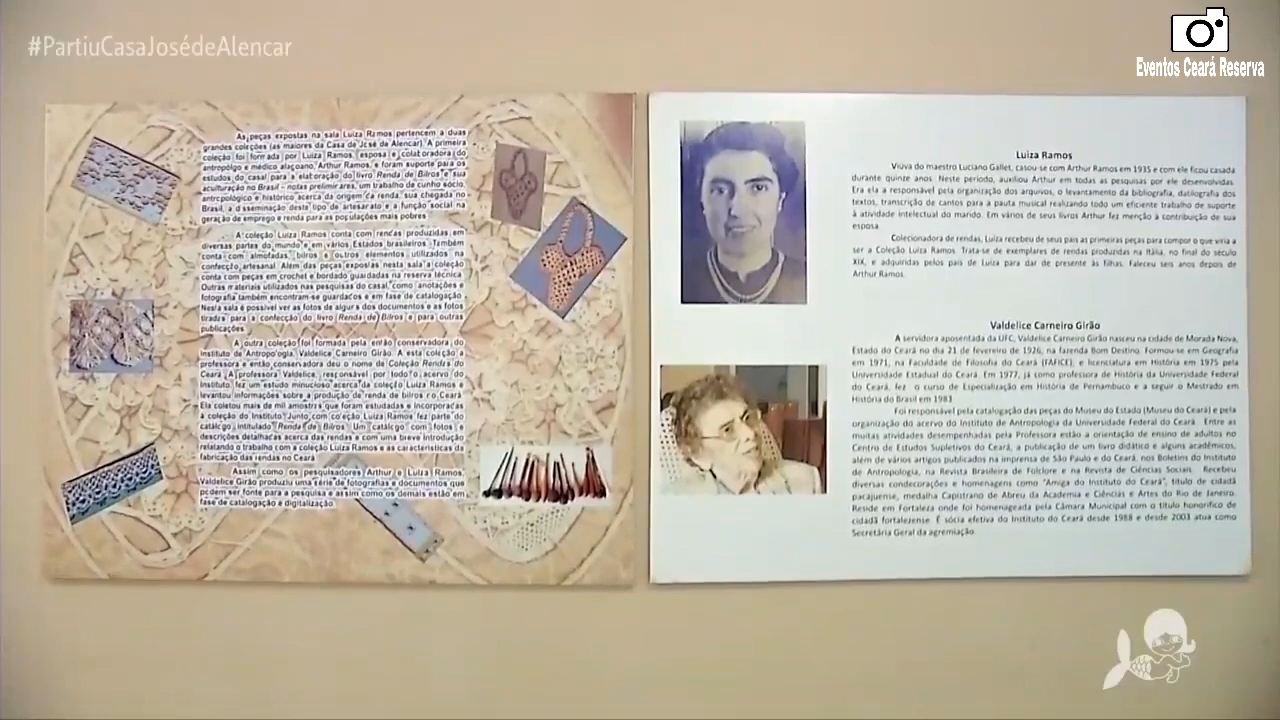 #PartiuCasaJosédeAlencar
Eventos Ceará Reserva
As peças expostas na sala Luiza Ramos pertencem a duas
grandes coleções (as maiores da Casa de José de Alencar). A primeira
coleção foi formada por Luiza Ramos, esposa e colaboradora do
antropólogo médico alagoano, Arthur Ramos, e foram suporte para os
estudos do casal para a elaboração do livro Renda de Bilros e sua
aculturação no Brasil – notas preliminares, um trabalho de cunho sócio,
antropológico e histórico acerca da origem da renda, sua chegada no
Brasil, a disseminação deste tipo de artesanato e a função social na
geração de emprego e renda para as populações mais pobres
A coleção Luiza Ramos conta com rendas produzidas em
diversas partes do mundo e em vários Estados brasileiros. Também
conta com almofadas, bilros e outros elementos utilizados na
confecção artesanal. Além das peças expostas nesta sala a coleção
conta com peças em crochet e bordado guardadas na reserva técnica.
Outras materiais utilizados nas pesquisas do casal, como anotações e
fotografia também encontram-se guardados e em fase de catalogação.
Nesta sala é possível ver as fotos de alguns dos documentos e as fotos
tiradas para a confecção do livro Renda de Bilros e para outras
publicações
A outra coleção foi formada pela então conservadora do
Instituto de Antropologia, Valdelice Carneiro Girão. A esta coleção a
professora e então conservadora deu o nome de Coleção Renda do
Ceará. A professora Valdelice, responsável por todo o acervo do
Instituto, fez um estudo minucioso acerca da coleção Luiza Ramos e
levantou informações sobre a produção de renda de bilros no Ceará.
Ela coletou mais de mil amostras que foram estudadas e incorporadas
à coleção do Instituto. Junto com coleção Luiza Ramos fez parte do
catálogo intitulado Renda de Bilros. Um catálogo com fotos e
descrições detalhadas acerca das rendas e com uma breve introdução
relatando o trabalho com a coleção Luiza Ramos e as características da
fabricação das rendas no Ceará
Assim como os pesquisadores Arthur e Luiza Ramos,
Valdelice Girão produziu uma série de fotografias e documentos que
podem ser fonte para a pesquisa e assim como os demais estão em
fase de catalogação e digitalização
Luiza Ramos
Viúva do maestro Luciano Gallet, casou-se com Arthur Ramos em 1935 e com ele ficou casada
durante quinze anos. Neste período, auxiliou Arthur em todas as pesquisas por ele desenvolvidas.
Era ela a responsável pela organização dos arquivos, o levantamento da bibliografia, datilografia dos
textos, transcrição de cantos para a pauta musical realizando todo um eficiente trabalho de suporte
à atividade intelectual do marido. Em vários de seus livros Arthur fez menção à contribuição de sua
esposa
Colecionadora de rendas, Luiza recebeu de seus pais as primeiras peças para compor o que viria a
ser a Coleção Luiza Ramos. Trata-se de exemplares de rendas produzidas na Itália, no final do século
XIX, e adquiridas pelos pais de Luiza para dar de presente às filhas. Faleceu seis anos depois de
Arthur Ramos.
Valdelice Carneiro Girão
A servidora aposentada da UFC, Valdelice Carneiro Girão nasceu na cidade de Morada Nova,
Estado do Ceará no dia 21 de fevereiro de 1926, na fazenda Bom Destino. Formou-se em Geografia
em 1971, na Faculdade de Filosofia do Ceará (FAFICE), e licenciatura em História em 1975 pela
Universidade Estadual do Ceará. Em 1977, já como professora de História da Universidade Federal
do Ceará, fez o curso de Especialização em História de Pernambuco e a seguir o Mestrado em
História do Brasil em 1983
Foi responsável pela catalogação das peças do Museu do Estado (Museu do Ceará) e pela
organização do acervo do Instituto de Antropologia da Universidade Federal do Ceará. Entre as
muitas atividades desempenhadas pela Professora estão a orientação de ensino de adultos no
Centro de Estudos Supletivos do Ceará, a publicação de um livro didático e alguns acadêmicos,
além de vários artigos publicados na imprensa de São Paulo e do Ceará, nos Boletins do Instituto
de Antropologia, na Revista Brasileira de Folclore e na Revista de Ciências Sociais. Recebeu
diversas condecorações e homenagens como "Amiga do Instituto do Ceará", título de cidadã
pacajuense, medalha Capistrano de Abreu da Academia e Ciências e Artes do Rio de Janeiro.
Reside em Fortaleza onde foi homenageada pela Câmara Municipal com o título honorífico de
cidadã fortalezense. É sócia efetiva do Instituto do Ceará desde 1988 e desde 2003 atua como
Secretária Geral da agremiação.